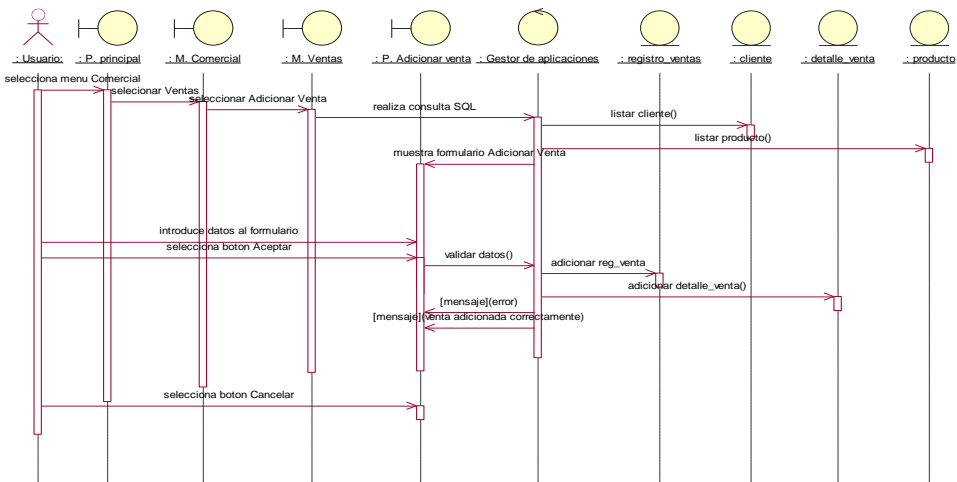 : Usuario:
: P. principal
: M. Comercial
: M. Ventas
: P. Adicionar venta
: Gestor de aplicaciones
: registro_ventas
: cliente
: detalle_venta
: producto
selecciona menu Comercial
selecionar Ventas
seleccionar Adicionar Venta
realiza consulta SQL
listar cliente()
listar producto()
muestra formulario Adicionar Venta
introduce datos al formulario
selecciona boton Aceptar
validar datos()
adicionar reg_venta
adicionar detalle_venta()
[mensaje](error)
[mensaje](venta adicionada correctamente)
selecciona boton Cancelar